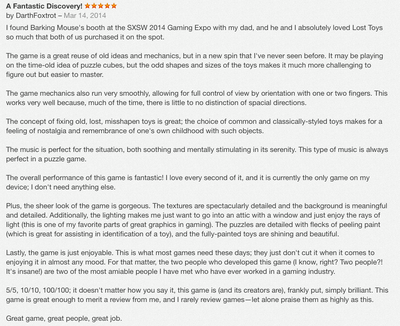 A Fantastic Discovery! ★★★★★
by DarthFoxtrot – Mar 14, 2014
I found Barking Mouse's booth at the SXSW 2014 Gaming Expo with my dad, and he and I absolutely loved Lost Toys
so much that both of us purchased it on the spot.
The game is a great reuse of old ideas and mechanics, but in a new spin that I've never seen before. It may be playing
on the time-old idea of puzzle cubes, but the odd shapes and sizes of the toys makes it much more challenging to
figure out but easier to master.
The game mechanics also run very smoothly, allowing for full control of view by orientation with one or two fingers. This
works very well because, much of the time, there is little to no distinction of spacial directions.
The concept of fixing old, lost, misshapen toys is great; the choice of common and classically-styled toys makes for a
feeling of nostalgia and remembrance of one's own childhood with such objects.
The music is perfect for the situation, both soothing and mentally stimulating in its serenity. This type of music is always
perfect in a puzzle game.
The overall performance of this game is fantastic! I love every second of it, and it is currently the only game on my
device; I don't need anything else.
Plus, the sheer look of the game is gorgeous. The textures are spectacularly detailed and the background is meaningful
and detailed. Additionally, the lighting makes me just want to go into an attic with a window and just enjoy the rays of
light (this is one of my favorite parts of great graphics in gaming). The puzzles are detailed with flecks of peeling paint
(which is great for assisting in identification of a toy), and the fully-painted toys are shining and beautiful.
Lastly, the game is just enjoyable. This is what most games need these days; they just don't cut it when it comes to
enjoying it in almost any mood. For that matter, the two people who developed this game (I know, right? Two people?!
It's insane!) are two of the most amiable people I have met who have ever worked in a gaming industry.
5/5, 10/10, 100/100; it doesn't matter how you say it, this game is (and its creators are), frankly put, simply brilliant. This
game is great enough to merit a review from me, and I rarely review games—let alone praise them as highly as this.
Great game, great people, great job.